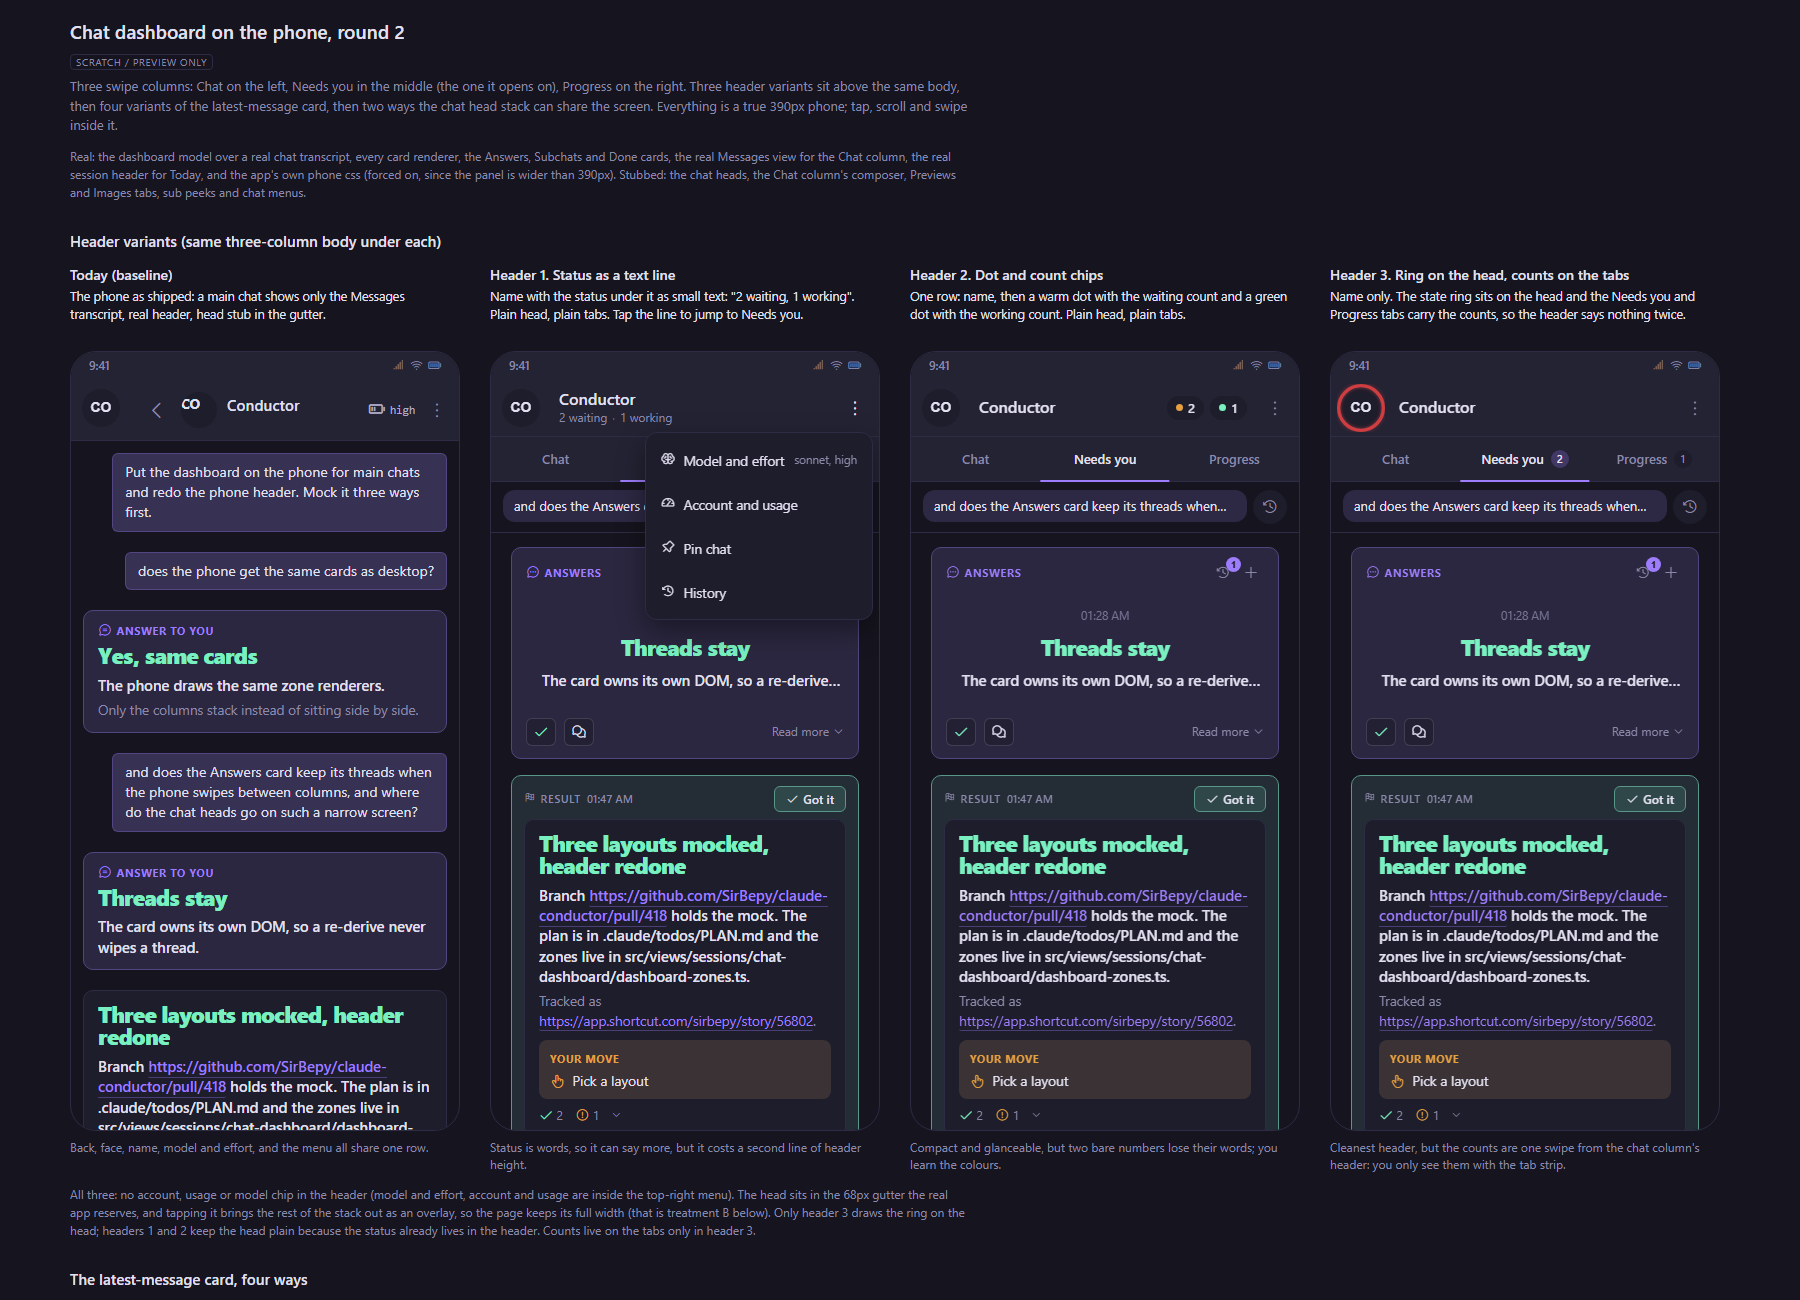 Chat dashboard on the phone, round 2
SCRATCH / PREVIEW ONLY
Three swipe columns: Chat on the left, Needs you in the middle (the one it opens on), Progress on the right. Three header variants sit above the same body,
then four variants of the latest-message card, then two ways the chat head stack can share the screen. Everything is a true 390px phone; tap, scroll and swipe
inside it.
Real: the dashboard model over a real chat transcript, every card renderer, the Answers, Subchats and Done cards, the real Messages view for the Chat column, the real
session header for Today, and the app's own phone css (forced on, since the panel is wider than 390px). Stubbed: the chat heads, the Chat column's composer, Previews
and Images tabs, sub peeks and chat menus.
Header variants (same three-column body under each)
Today (baseline)
The phone as shipped: a main chat shows only the Messages
transcript, real header, head stub in the gutter.
9:41
CO
CO
Conductor
high
Put the dashboard on the phone for main chats
and redo the phone header. Mock it three ways
first.
does the phone get the same cards as desktop?
ANSWER TO YOU
Yes, same cards
The phone draws the same zone renderers.
Only the columns stack instead of sitting side by side.
and does the Answers card keep its threads when
the phone swipes between columns, and where
do the chat heads go on such a narrow screen?
ANSWER TO YOU
Threads stay
The card owns its own DOM, so a re-derive never
wipes a thread.
Three layouts mocked, header
redone
Branch https://github.com/SirBepy/claude-
conductor/pull/418 holds the mock. The plan is in
.claude/todos/PLAN.md and the zones live in
src/views/sessions/chat-dashboard/dashboard-
Back, face, name, model and effort, and the menu all share one row.
Header 1. Status as a text line
Name with the status under it as small text: "2 waiting, 1 working".
Plain head, plain tabs. Tap the line to jump to Needs you.
9:41
CO
Conductor
2 waiting · 1 working
Chat
Model and effort sonnet, high
Account and usage
Pin chat
History
and does the Answers
ANSWERS
Threads stay
The card owns its own DOM, so a re-derive...
Read more
RESULT 01:47 AM
Got it
Three layouts mocked,
header redone
Branch https://github.com/SirBepy/claude-
conductor/pull/418 holds the mock. The
plan is in .claude/todos/PLAN.md and the
zones live in src/views/sessions/chat-
dashboard/dashboard-zones.ts.
Tracked as
https://app.shortcut.com/sirbepy/story/56802.
YOUR MOVE
Pick a layout
2 1
Status is words, so it can say more, but it costs a second line of header
height.
Header 2. Dot and count chips
One row: name, then a warm dot with the waiting count and a green
dot with the working count. Plain head, plain tabs.
9:41
CO
Conductor
2 1
Chat
Needs you
Progress
and does the Answers card keep its threads when...
ANSWERS
1
01:28 AM
Threads stay
The card owns its own DOM, so a re-derive...
Read more
RESULT 01:47 AM
Got it
Three layouts mocked,
header redone
Branch https://github.com/SirBepy/claude-
conductor/pull/418 holds the mock. The
plan is in .claude/todos/PLAN.md and the
zones live in src/views/sessions/chat-
dashboard/dashboard-zones.ts.
Tracked as
https://app.shortcut.com/sirbepy/story/56802.
YOUR MOVE
Pick a layout
2 1
Compact and glanceable, but two bare numbers lose their words; you
learn the colours.
Header 3. Ring on the head, counts on the tabs
Name only. The state ring sits on the head and the Needs you and
Progress tabs carry the counts, so the header says nothing twice.
9:41
CO
Conductor
Chat
Needs you 2
Progress 1
and does the Answers card keep its threads when...
ANSWERS
1
01:28 AM
Threads stay
The card owns its own DOM, so a re-derive...
Read more
RESULT 01:47 AM
Got it
Three layouts mocked,
header redone
Branch https://github.com/SirBepy/claude-
conductor/pull/418 holds the mock. The
plan is in .claude/todos/PLAN.md and the
zones live in src/views/sessions/chat-
dashboard/dashboard-zones.ts.
Tracked as
https://app.shortcut.com/sirbepy/story/56802.
YOUR MOVE
Pick a layout
2 1
Cleanest header, but the counts are one swipe from the chat column's
header: you only see them with the tab strip.
All three: no account, usage or model chip in the header (model and effort, account and usage are inside the top-right menu). The head sits in the 68px gutter the real
app reserves, and tapping it brings the rest of the stack out as an overlay, so the page keeps its full width (that is treatment B below). Only header 3 draws the ring on the
head; headers 1 and 2 keep the head plain because the status already lives in the header. Counts live on the tabs only in header 3.
The latest-message card, four ways